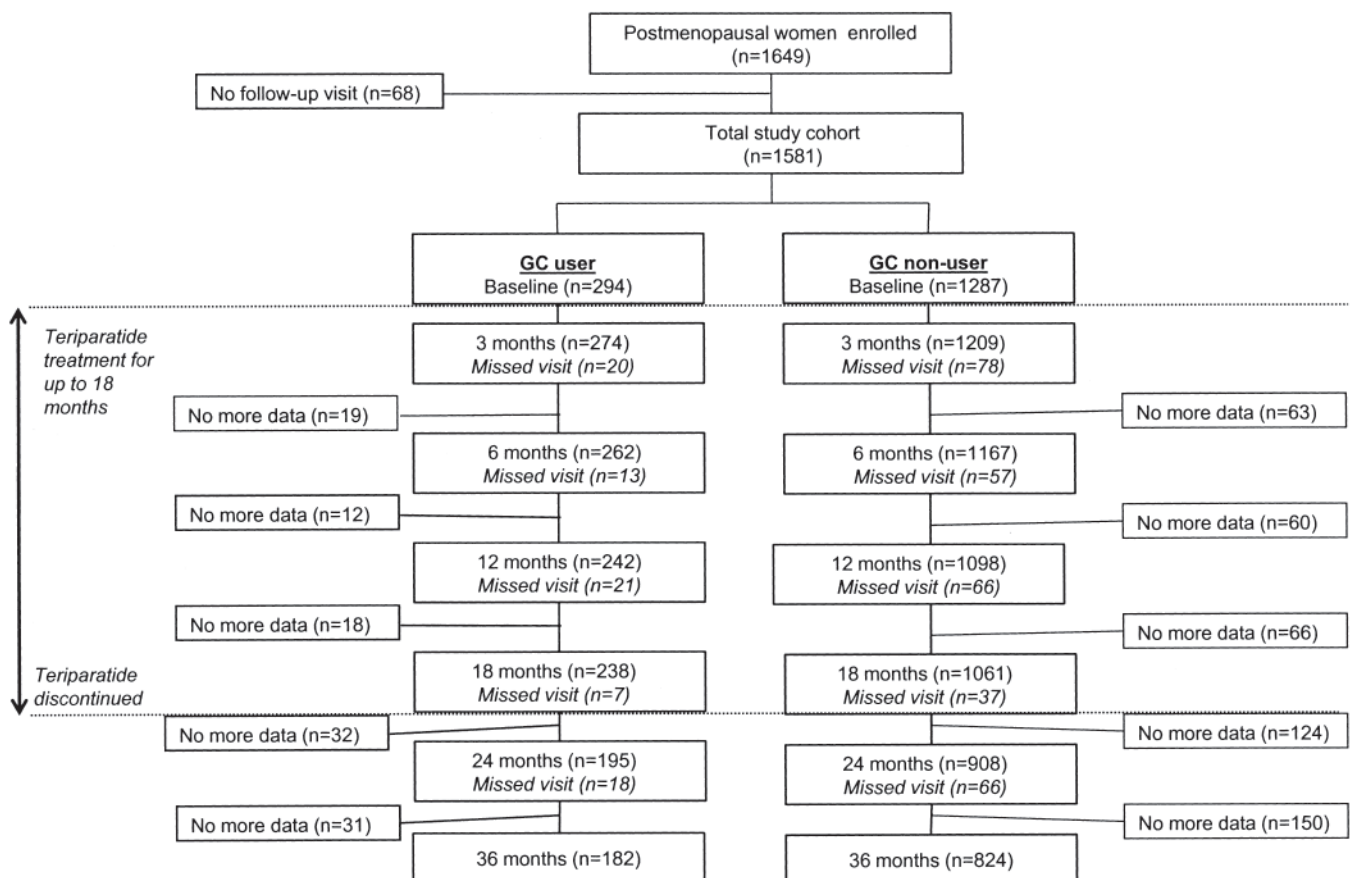 Postmenopausal women enrolled
(n=1649)
No follow-up visit (n=68)
Total study cohort
(n=1581)
GC user
Baseline (n=294)
GC non-user
Baseline (n=1287)
Teriparatide
treatment for
up to 18
months
3 months (n=274)
Missed visit (n=20)
3 months (n=1209)
Missed visit (n=78)
No more data (n=19)
No more data (n=63)
6 months (n=262)
Missed visit (n=13)
6 months (n=1167)
Missed visit (n=57)
No more data (n=12)
No more data (n=60)
12 months (n=242)
Missed visit (n=21)
12 months (n=1098)
Missed visit (n=66)
No more data (n=18)
No more data (n=66)
Teriparatide
discontinued
18 months (n=238)
Missed visit (n=7)
18 months (n=1061)
Missed visit (n=37)
No more data (n=32)
No more data (n=124)
24 months (n=195)
Missed visit (n=18)
24 months (n=908)
Missed visit (n=66)
No more data (n=31)
No more data (n=150)
36 months (n=182)
36 months (n=824)